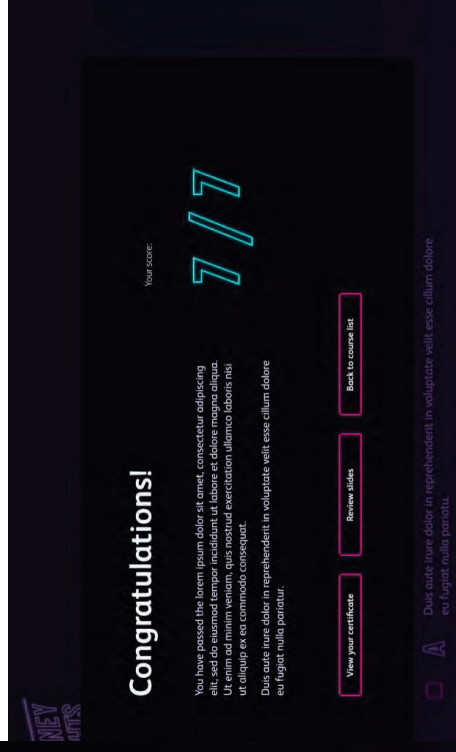 NEY
Congratulations!
You have passed the lorem ipsum dolor sit amet, consectetur adipiscing
elit, sed do eiusmod tempor incididunt ut labore et dolore magna aliqua.
Ut enim ad minim veniam, quis nostrud exercitation ullamco laboris nisi
ut aliquip ex ea commodo consequat.
Duis aute irure dolor in reprehenderit in voluptate velit esse cillum dolore
eu fugiat nulla pariatur.
Your score:
7 / 7
View your certificate
Review slides
Back to course list
A
Duis aute irure dolor in reprehenderit in voluptate velit esse cillum dolore
eu fugiat nulla pariatu.